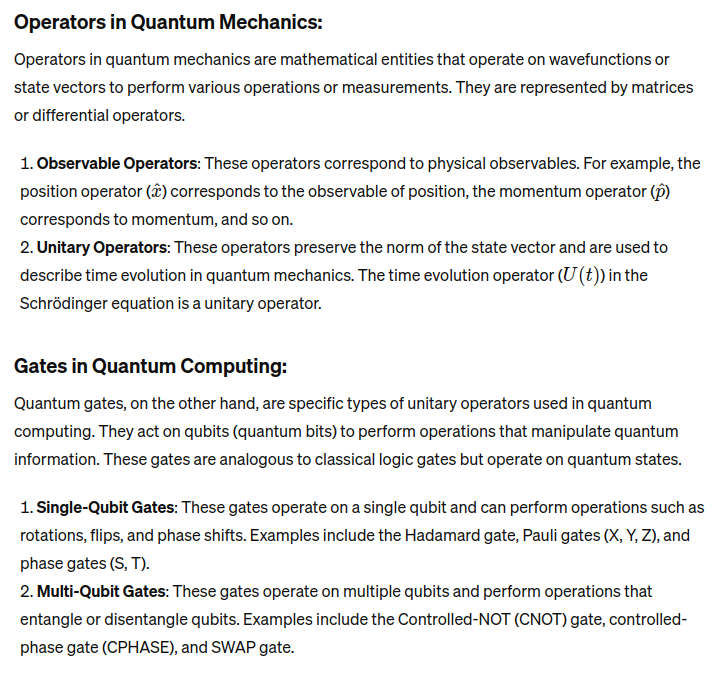 Operators in Quantum Mechanics:
Operators in quantum mechanics are mathematical entities that operate on wavefunctions or
state vectors to perform various operations or measurements. They are represented by matrices
or differential operators.
1. Observable Operators: These operators correspond to physical observables. For example, the
position operator (x̂) corresponds to the observable of position, the momentum operator (p̂)
corresponds to momentum, and so on.
2. Unitary Operators: These operators preserve the norm of the state vector and are used to
describe time evolution in quantum mechanics. The time evolution operator (U(t)) in the
Schrödinger equation is a unitary operator.
Gates in Quantum Computing:
Quantum gates, on the other hand, are specific types of unitary operators used in quantum
computing. They act on qubits (quantum bits) to perform operations that manipulate quantum
information. These gates are analogous to classical logic gates but operate on quantum states.
1. Single-Qubit Gates: These gates operate on a single qubit and can perform operations such as
rotations, flips, and phase shifts. Examples include the Hadamard gate, Pauli gates (X, Y, Z), and
phase gates (S, T).
2. Multi-Qubit Gates: These gates operate on multiple qubits and perform operations that
entangle or disentangle qubits. Examples include the Controlled-NOT (CNOT) gate, controlled-
phase gate (CPHASE), and SWAP gate.